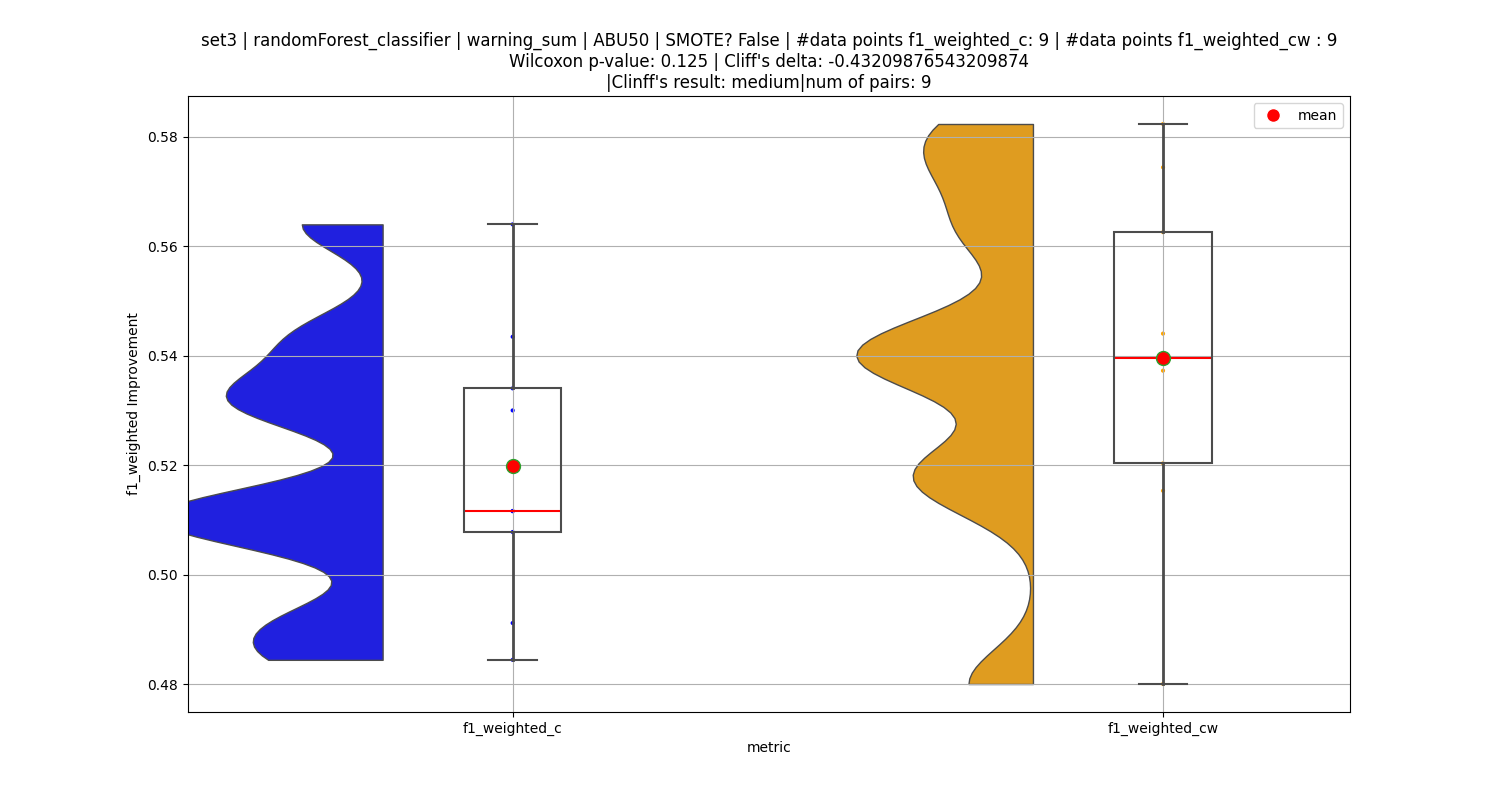 set3 | randomForest_classifier | warning_sum | ABU50 | SMOTE? False | #data points f1_weighted_c: 9 | #data points f1_weighted_cw : 9
Wilcoxon p-value: 0.125 | Cliff's delta: -0.43209876543209874
|Clinff's result: medium|num of pairs: 9
mean
0.58
0.56
0.54
0.52
0.50
0.48
f1_weighted Improvement
f1_weighted_c
f1_weighted_cw
metric